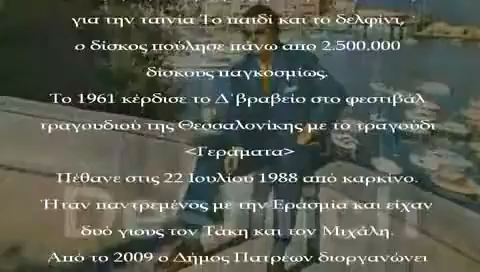 για την ταινία Το παιδί και το δελφίνι,
ο δίσκος πούλησε πάνω απο 2.500.000
δίσκους παγκοσμίως.
Το 1961 κέρδισε το Δ΄βραβείο στο φεστιβάλ
τραγουδιού της Θεσσαλονίκης με το τραγούδι
<Γεράματα>
Πέθανε στις 22 Ιουλίου 1988 από καρκίνο.
Ήταν παντρεμένος με την Ερασμία και είχαν
δυό γιους τον Τάκη και τον Μιχάλη.
Από το 2009 ο Δήμος Πατρέων διοργανώνει